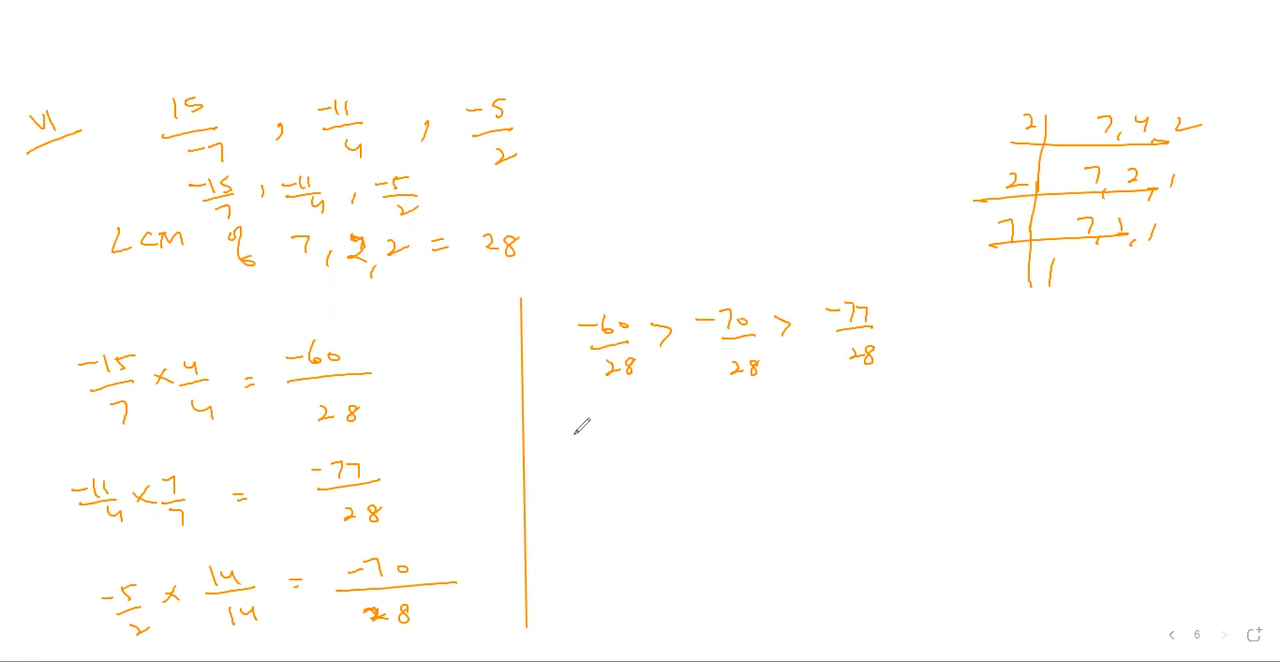 VI 15/-7 , -11/4 , -5/2
-15/7 , -11/4 , -5/2
LCM of 7, 2, 2 = 28
2 | 7, 4, 2
2 | 7, 2, 1
7 | 7, 1, 1
1
-15/7 × 4/4 = -60/28
-11/4 × 7/7 = -77/28
-5/2 × 14/14 = -70/28
-60/28 > -70/28 > -77/28
6